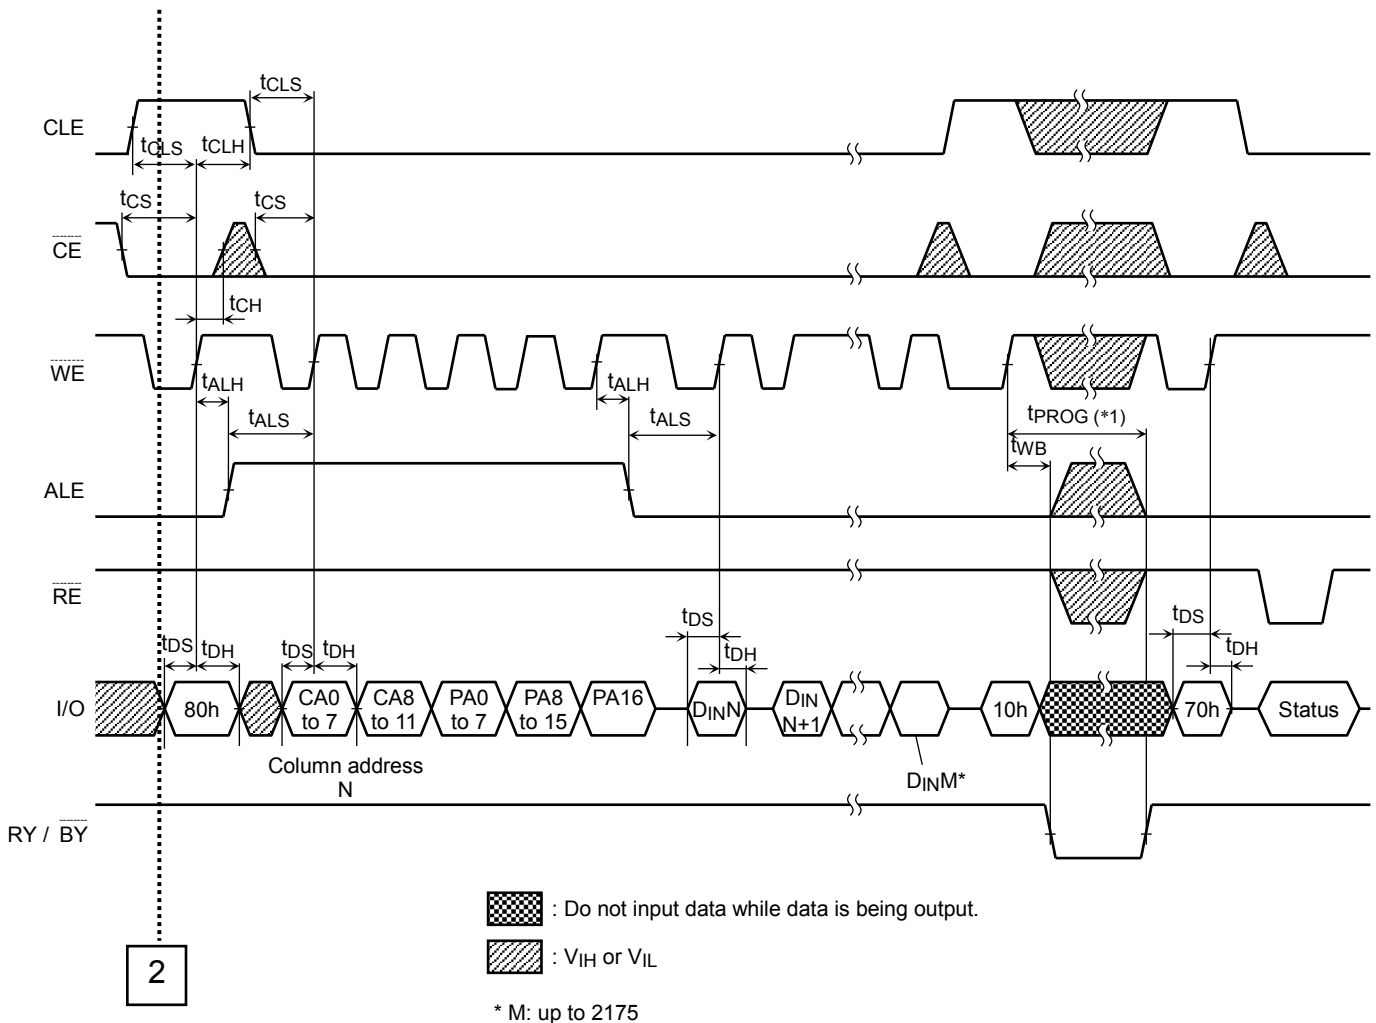 tCLS
CLE
tCLS tCLH
tCS tCS
CE
tCH
WE
tALH tALH
tALS tALS
tPROG (*1)
tWB
ALE
RE
tDS tDH tDS tDH tDS tDH tDS tDH
I/O
80h
CA0 to 7
CA8 to 11
PA0 to 7
PA8 to 15
PA16
DINN
DIN N+1
10h
70h
Status
Column address
N
DINM*
RY / BY
: Do not input data while data is being output.
2
: VIH or VIL
* M: up to 2175